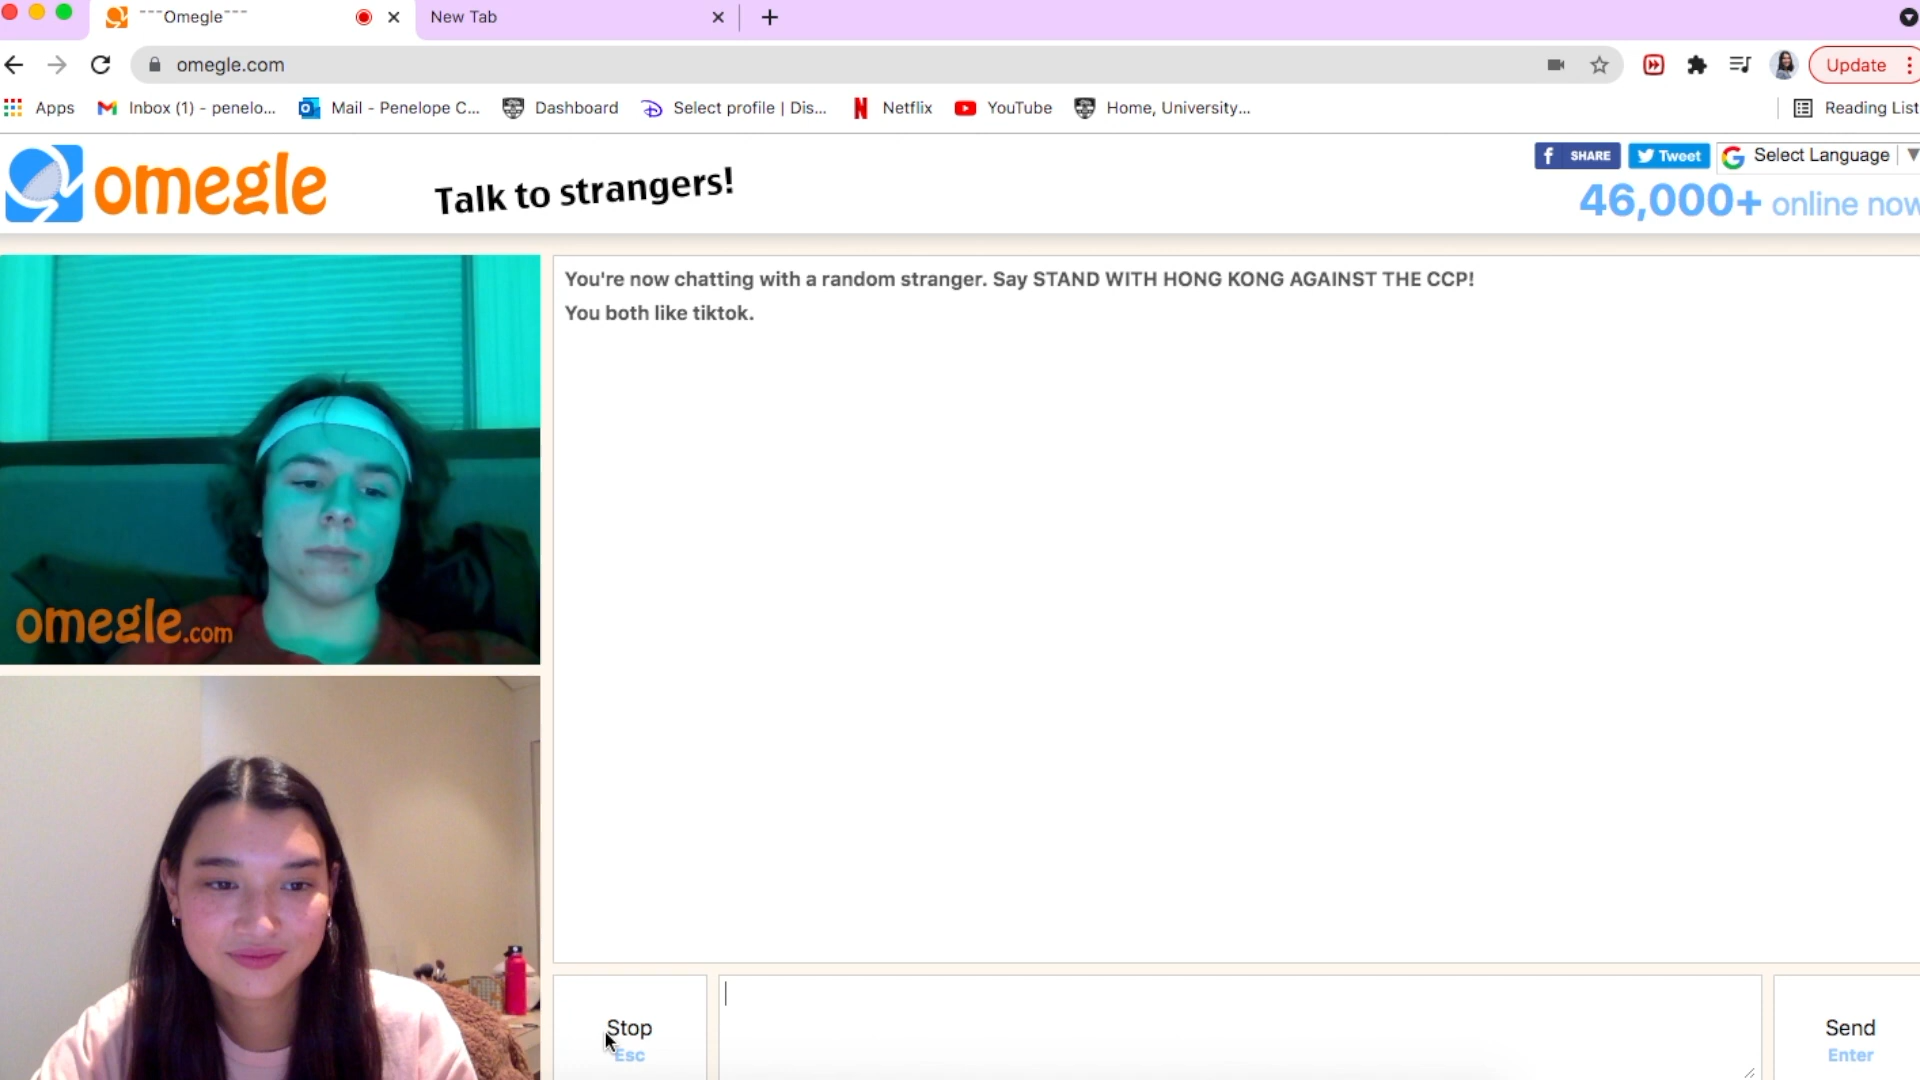 Omegle
New Tab
omegle.com
Update
Apps
Inbox (1) - penelo...
Mail - Penelope C...
Dashboard
Select profile | Dis...
Netflix
YouTube
Home, University...
Reading List
omegle
Talk to strangers!
SHARE
Tweet
Select Language
46,000+ online now
You're now chatting with a random stranger. Say STAND WITH HONG KONG AGAINST THE CCP!
You both like tiktok.
omegle.com
Stop
Esc
Send
Enter